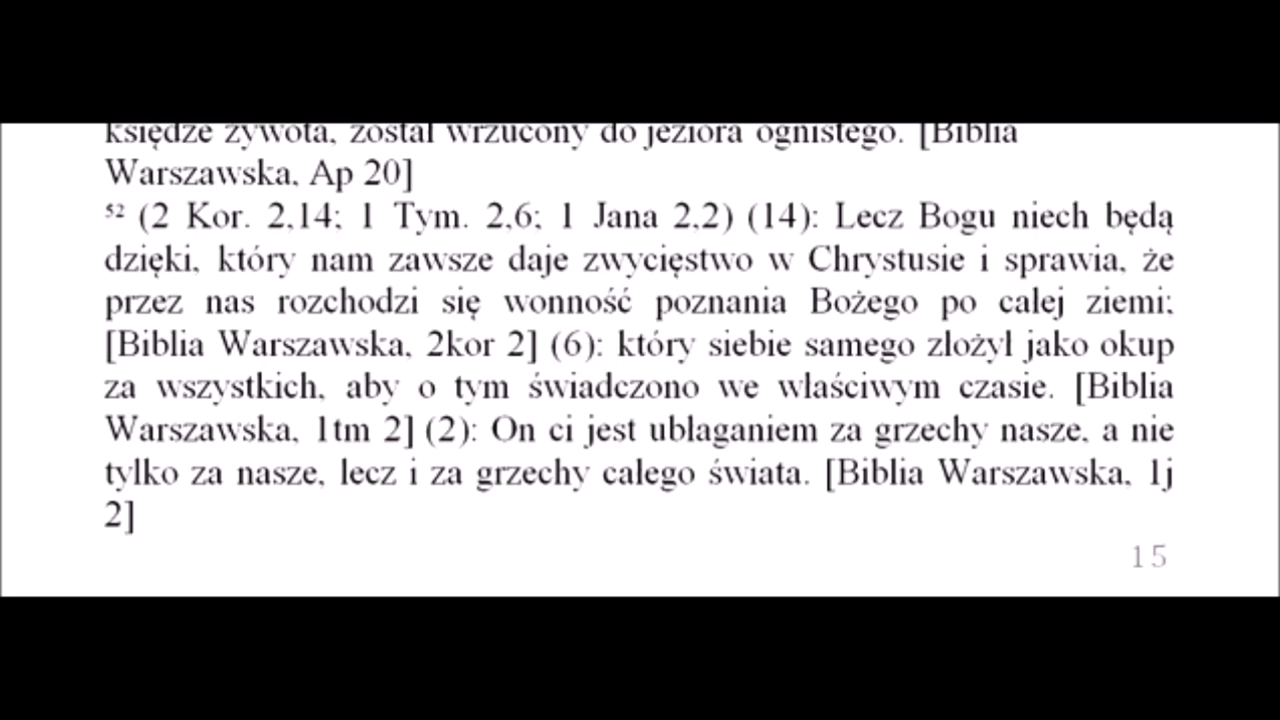 księdze żywota, został wrzucony do jeziora ognistego. [Biblia
Warszawska, Ap 20]
⁵² (2 Kor. 2,14; 1 Tym. 2,6; 1 Jana 2,2) (14): Lecz Bogu niech będą
dzięki, który nam zawsze daje zwycięstwo w Chrystusie i sprawia, że
przez nas rozchodzi się wonność poznania Bożego po całej ziemi;
[Biblia Warszawska, 2kor 2] (6): który siebie samego złożył jako okup
za wszystkich, aby o tym świadczono we właściwym czasie. [Biblia
Warszawska, 1tm 2] (2): On ci jest ubłaganiem za grzechy nasze, a nie
tylko za nasze, lecz i za grzechy całego świata. [Biblia Warszawska, 1j
2]
15